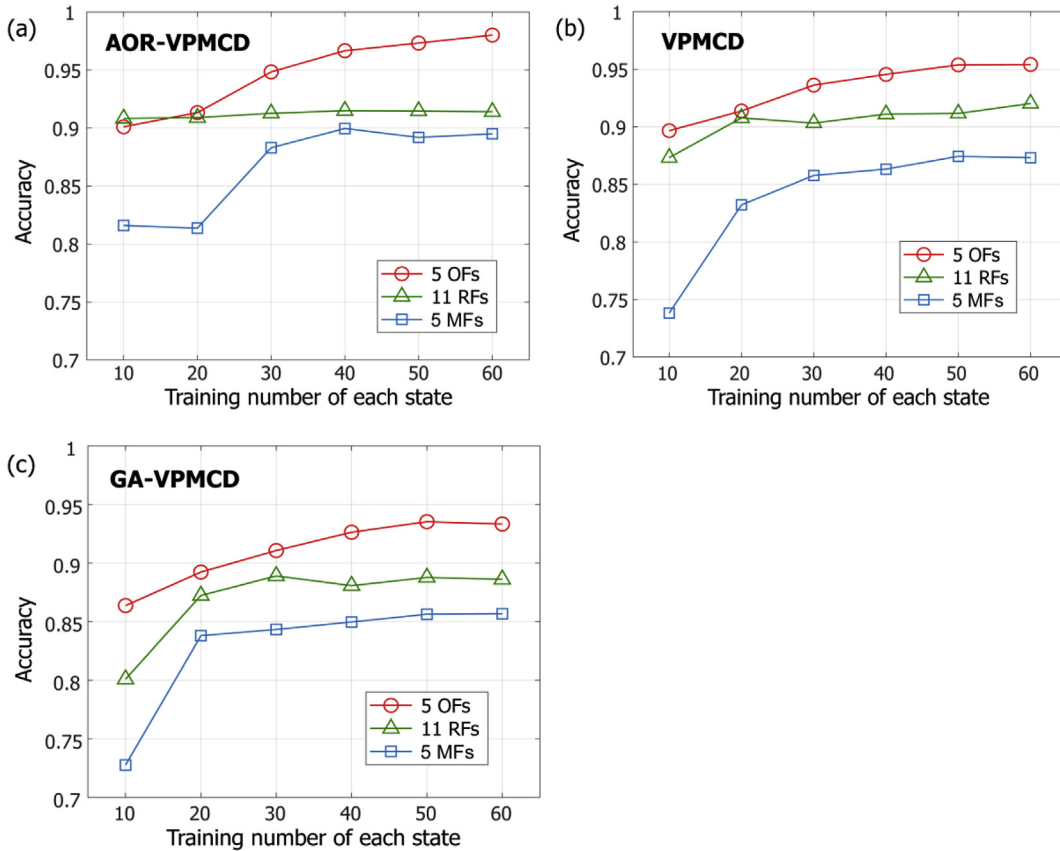 (a)
AOR-VPMCD
1
0.95
0.9
0.85
0.8
0.75
0.7
Accuracy
5 OFs
11 RFs
5 MFs
10 20 30 40 50 60
Training number of each state
(b)
VPMCD
1
0.95
0.9
0.85
0.8
0.75
0.7
Accuracy
5 OFs
11 RFs
5 MFs
10 20 30 40 50 60
Training number of each state
(c)
GA-VPMCD
1
0.95
0.9
0.85
0.8
0.75
0.7
Accuracy
5 OFs
11 RFs
5 MFs
10 20 30 40 50 60
Training number of each state